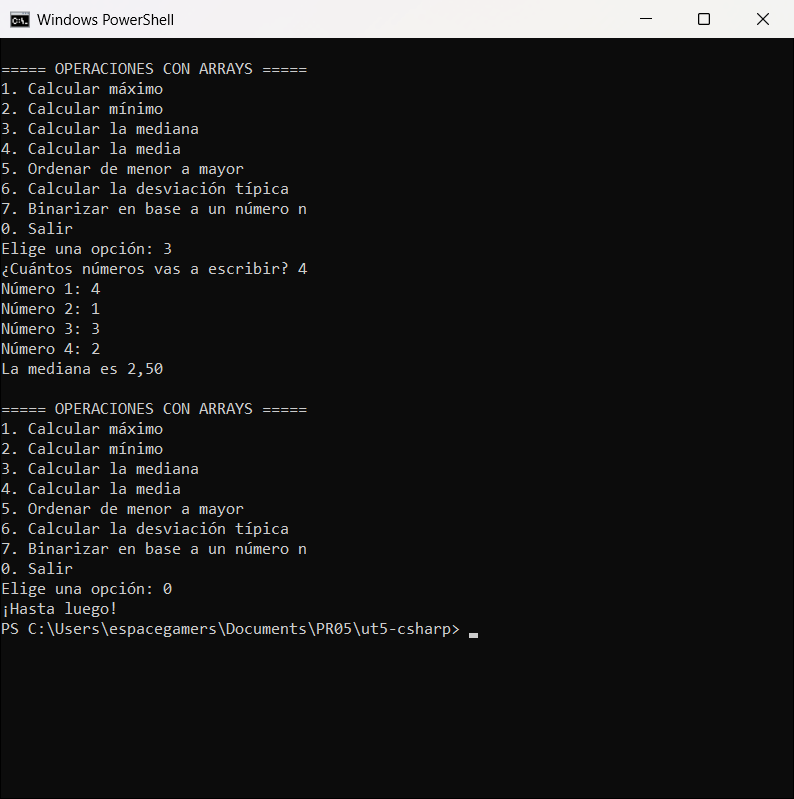 Windows PowerShell
===== OPERACIONES CON ARRAYS =====
1. Calcular máximo
2. Calcular mínimo
3. Calcular la mediana
4. Calcular la media
5. Ordenar de menor a mayor
6. Calcular la desviación típica
7. Binarizar en base a un número n
0. Salir
Elige una opción: 3
¿Cuántos números vas a escribir? 4
Número 1: 4
Número 2: 1
Número 3: 3
Número 4: 2
La mediana es 2,50
===== OPERACIONES CON ARRAYS =====
1. Calcular máximo
2. Calcular mínimo
3. Calcular la mediana
4. Calcular la media
5. Ordenar de menor a mayor
6. Calcular la desviación típica
7. Binarizar en base a un número n
0. Salir
Elige una opción: 0
¡Hasta luego!
PS C:\Users\espacegamers\Documents\PR05\ut5-csharp>